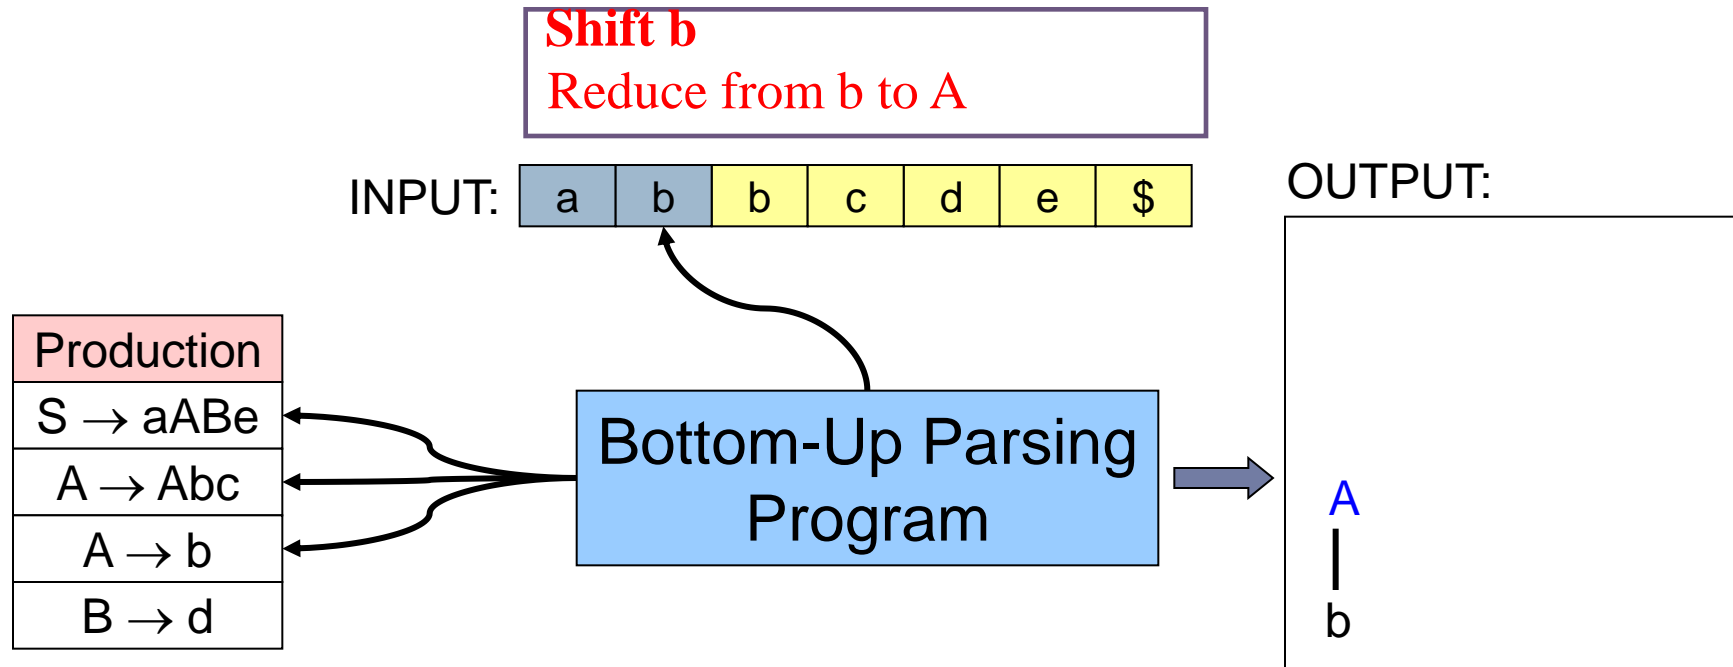 Shift b
Reduce from b to A
INPUT: a b b c d e $
OUTPUT:
Production
S → aABe
A → Abc
A → b
B → d
Bottom-Up Parsing
Program
A
b